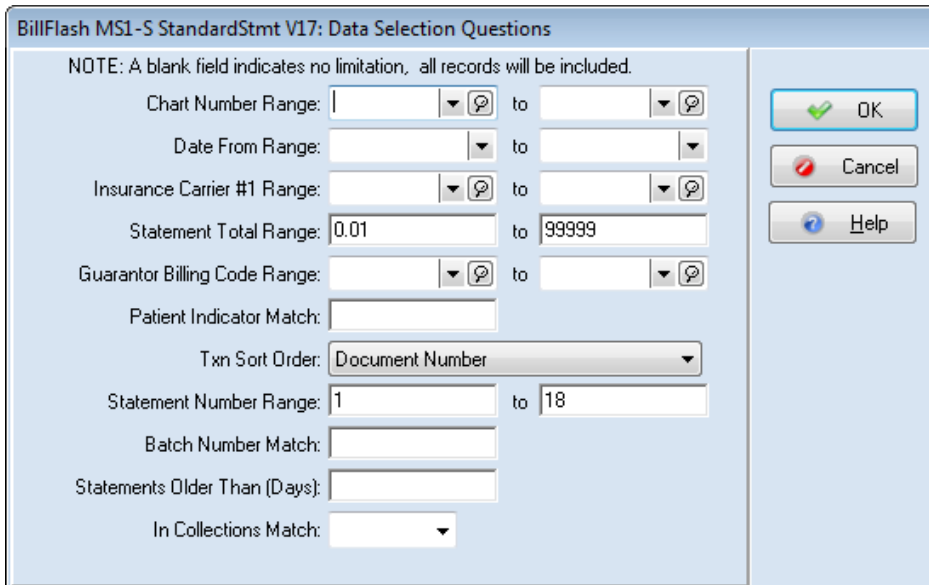 BillFlash MS1-S StandardStmt V17: Data Selection Questions
NOTE: A blank field indicates no limitation, all records will be included.
Chart Number Range: to
Date From Range: to
Insurance Carrier #1 Range: to
Statement Total Range: 0.01 to 99999
Guarantor Billing Code Range: to
Patient Indicator Match:
Txn Sort Order: Document Number
Statement Number Range: 1 to 18
Batch Number Match:
Statements Older Than (Days):
In Collections Match:
OK
Cancel
Help